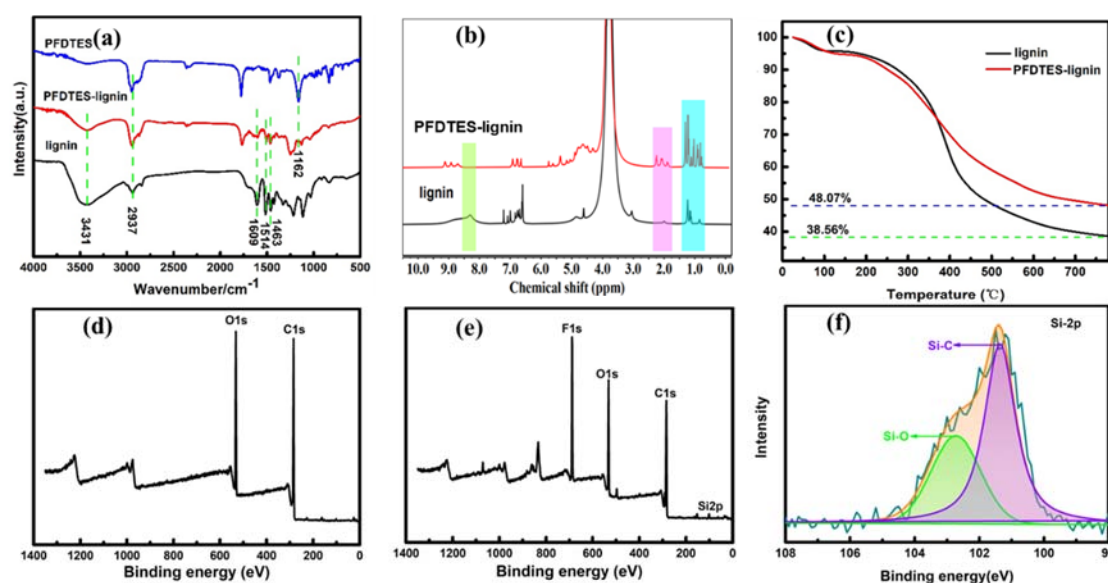 (a)
PFDTES
PFDTES-lignin
lignin
3431
2937
1609
1514
1463
1162
Intensity(a.u.)
4000 3500 3000 2500 2000 1500 1000 500
Wavenumber/cm-1
(b)
PFDTES-lignin
lignin
10.0 9.0 8.0 7.0 6.0 5.0 4.0 3.0 2.0 1.0 0.0
Chemical shift (ppm)
(c)
lignin
PFDTES-lignin
100
90
80
70
60
50
40
48.07%
38.56%
0 100 200 300 400 500 600 700
Temperature (℃)
(d)
O1s
C1s
1400 1200 1000 800 600 400 200 0
Binding energy (eV)
(e)
F1s
O1s
C1s
Si2p
1400 1200 1000 800 600 400 200 0
Binding energy (eV)
(f)
Si-2p
Si-C
Si-O
Intensity
108 106 104 102 100 98
Binding energy(eV)